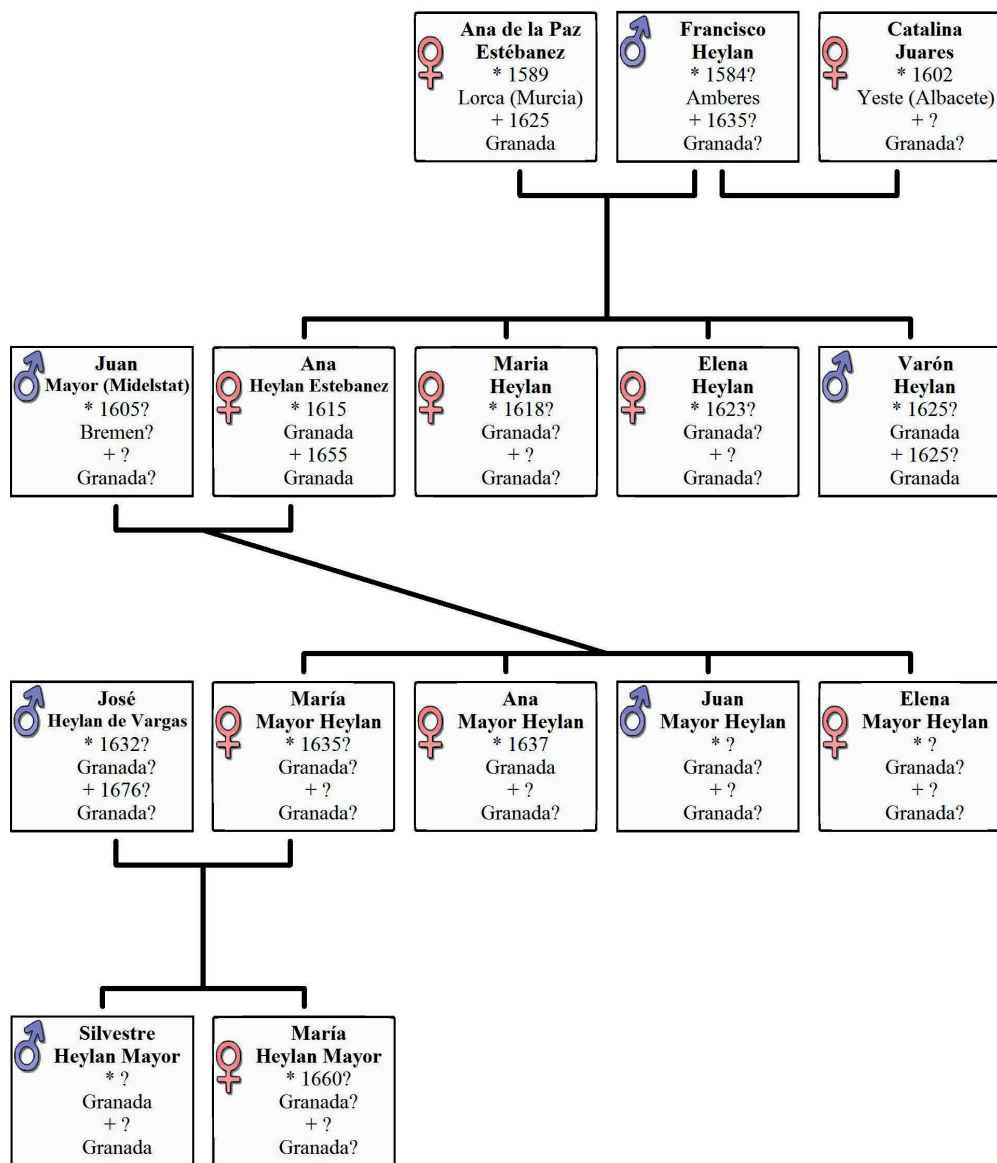 Ana de la Paz
Estébanez
* 1589
Lorca (Murcia)
+ 1625
Granada
Francisco
Heylan
* 1584?
Amberes
+ 1635?
Granada?
Catalina
Juares
* 1602
Yeste (Albacete)
+ ?
Granada?
Juan
Mayor (Midelstat)
* 1605?
Bremen?
+ ?
Granada?
Ana
Heylan Estebanez
* 1615
Granada
+ 1655
Granada
Maria
Heylan
* 1618?
Granada?
+ ?
Granada?
Elena
Heylan
* 1623?
Granada?
+ ?
Granada?
Varón
Heylan
* 1625?
Granada
+ 1625?
Granada
José
Heylan de Vargas
* 1632?
Granada?
+ 1676?
Granada?
María
Mayor Heylan
* 1635?
Granada?
+ ?
Granada?
Ana
Mayor Heylan
* 1637
Granada
+ ?
Granada?
Juan
Mayor Heylan
* ?
Granada?
+ ?
Granada?
Elena
Mayor Heylan
* ?
Granada?
+ ?
Granada?
Silvestre
Heylan Mayor
* ?
Granada
+ ?
Granada
María
Heylan Mayor
* 1660?
Granada?
+ ?
Granada?